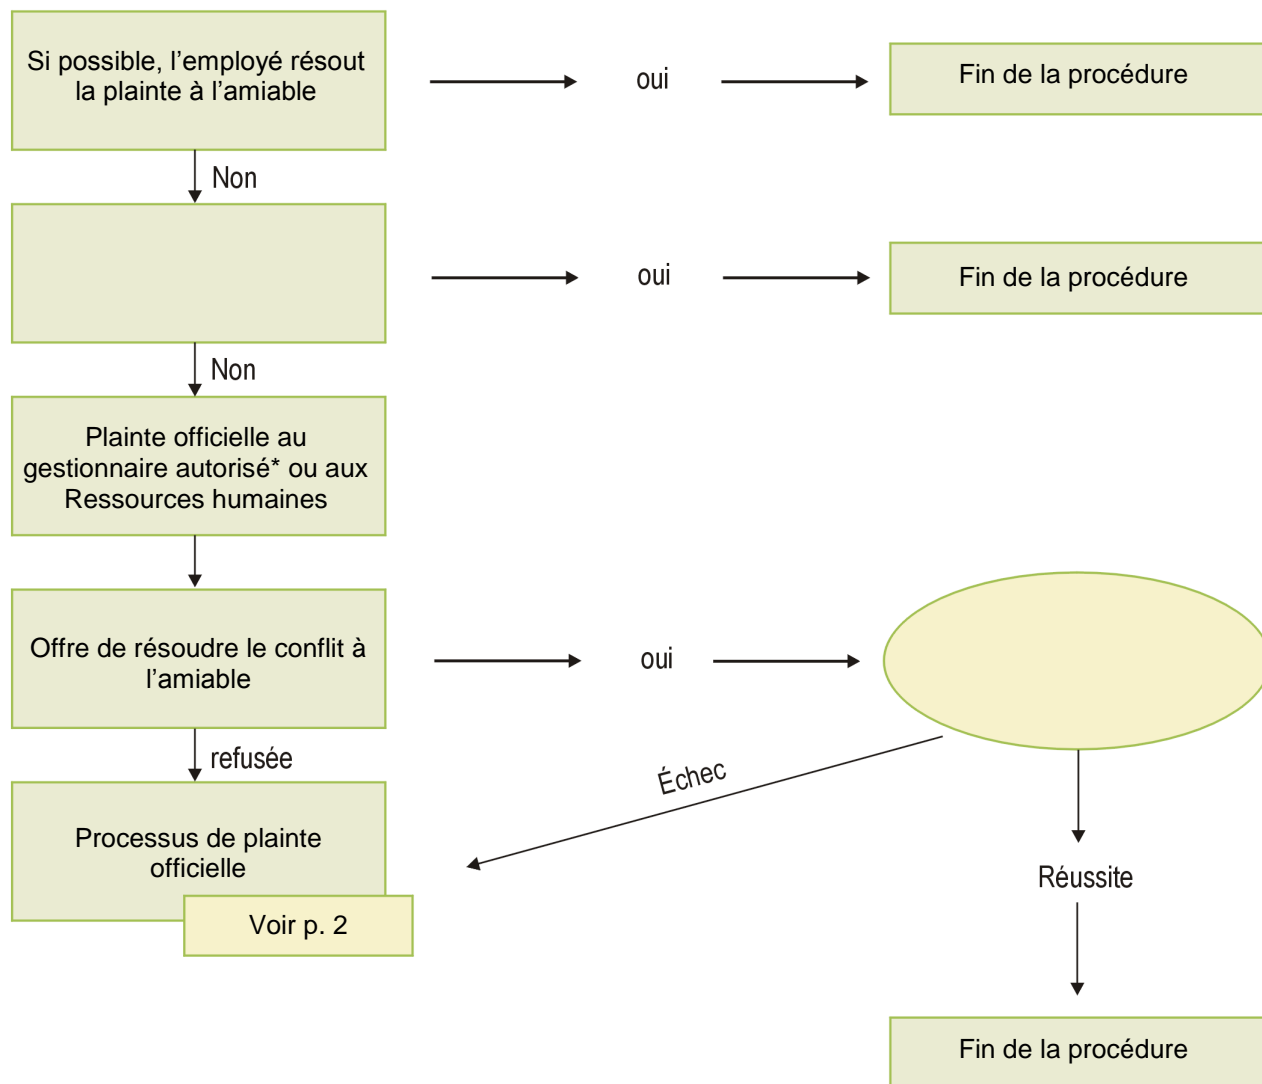 Si possible, l’employé résout
la plainte à l’amiable
oui
Fin de la procédure
Non
oui
Fin de la procédure
Non
Plainte officielle au
gestionnaire autorisé* ou aux
Ressources humaines
Offre de résoudre le conflit à
l’amiable
oui
refusée
Échec
Processus de plainte
officielle
Voir p. 2
Réussite
Fin de la procédure